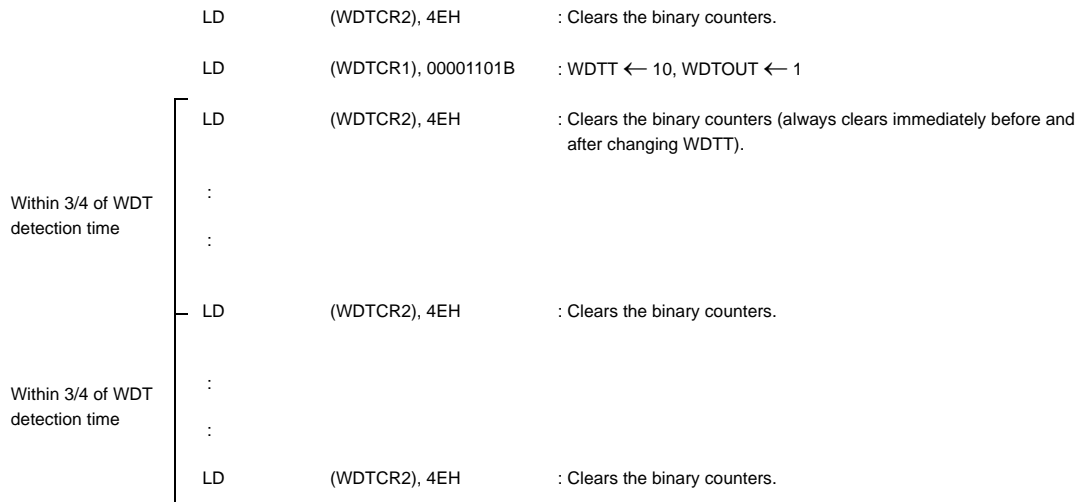 LD (WDTCR2), 4EH : Clears the binary counters.
LD (WDTCR1), 00001101B : WDTT ← 10, WDTOUT ← 1
LD (WDTCR2), 4EH : Clears the binary counters (always clears immediately before and
after changing WDTT).
Within 3/4 of WDT :
detection time
:
LD (WDTCR2), 4EH : Clears the binary counters.
Within 3/4 of WDT :
detection time
:
LD (WDTCR2), 4EH : Clears the binary counters.